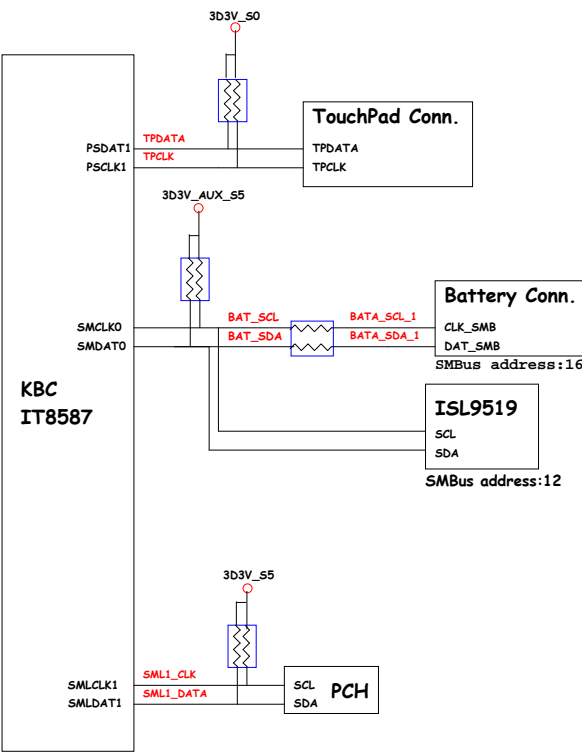 3D3V_S0
TouchPad Conn.
TPDATA
PSDAT1
TPDATA
TPCLK
PSCLK1
TPCLK
3D3V_AUX_S5
Battery Conn.
BAT_SCL
BATA_SCL_1
SMCLK0
CLK_SMB
BAT_SDA
BATA_SDA_1
SMDAT0
DAT_SMB
SMBus address:16
KBC
IT8587
ISL9519
SCL
SDA
SMBus address:12
3D3V_S5
SML1_CLK
SMLCLK1
SCL
PCH
SML1_DATA
SMLDAT1
SDA